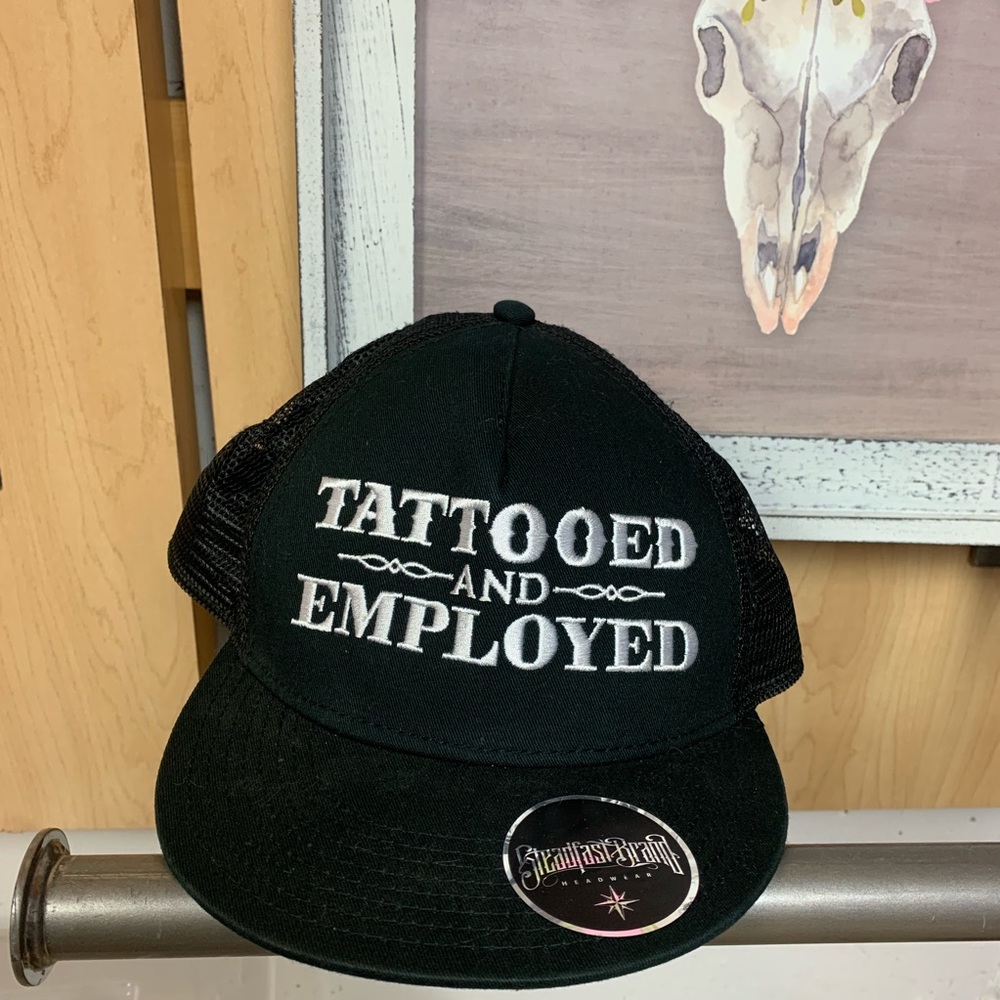 TATTOOED
AND
EMPLOYED
Steadfast Brand
HEADWEAR